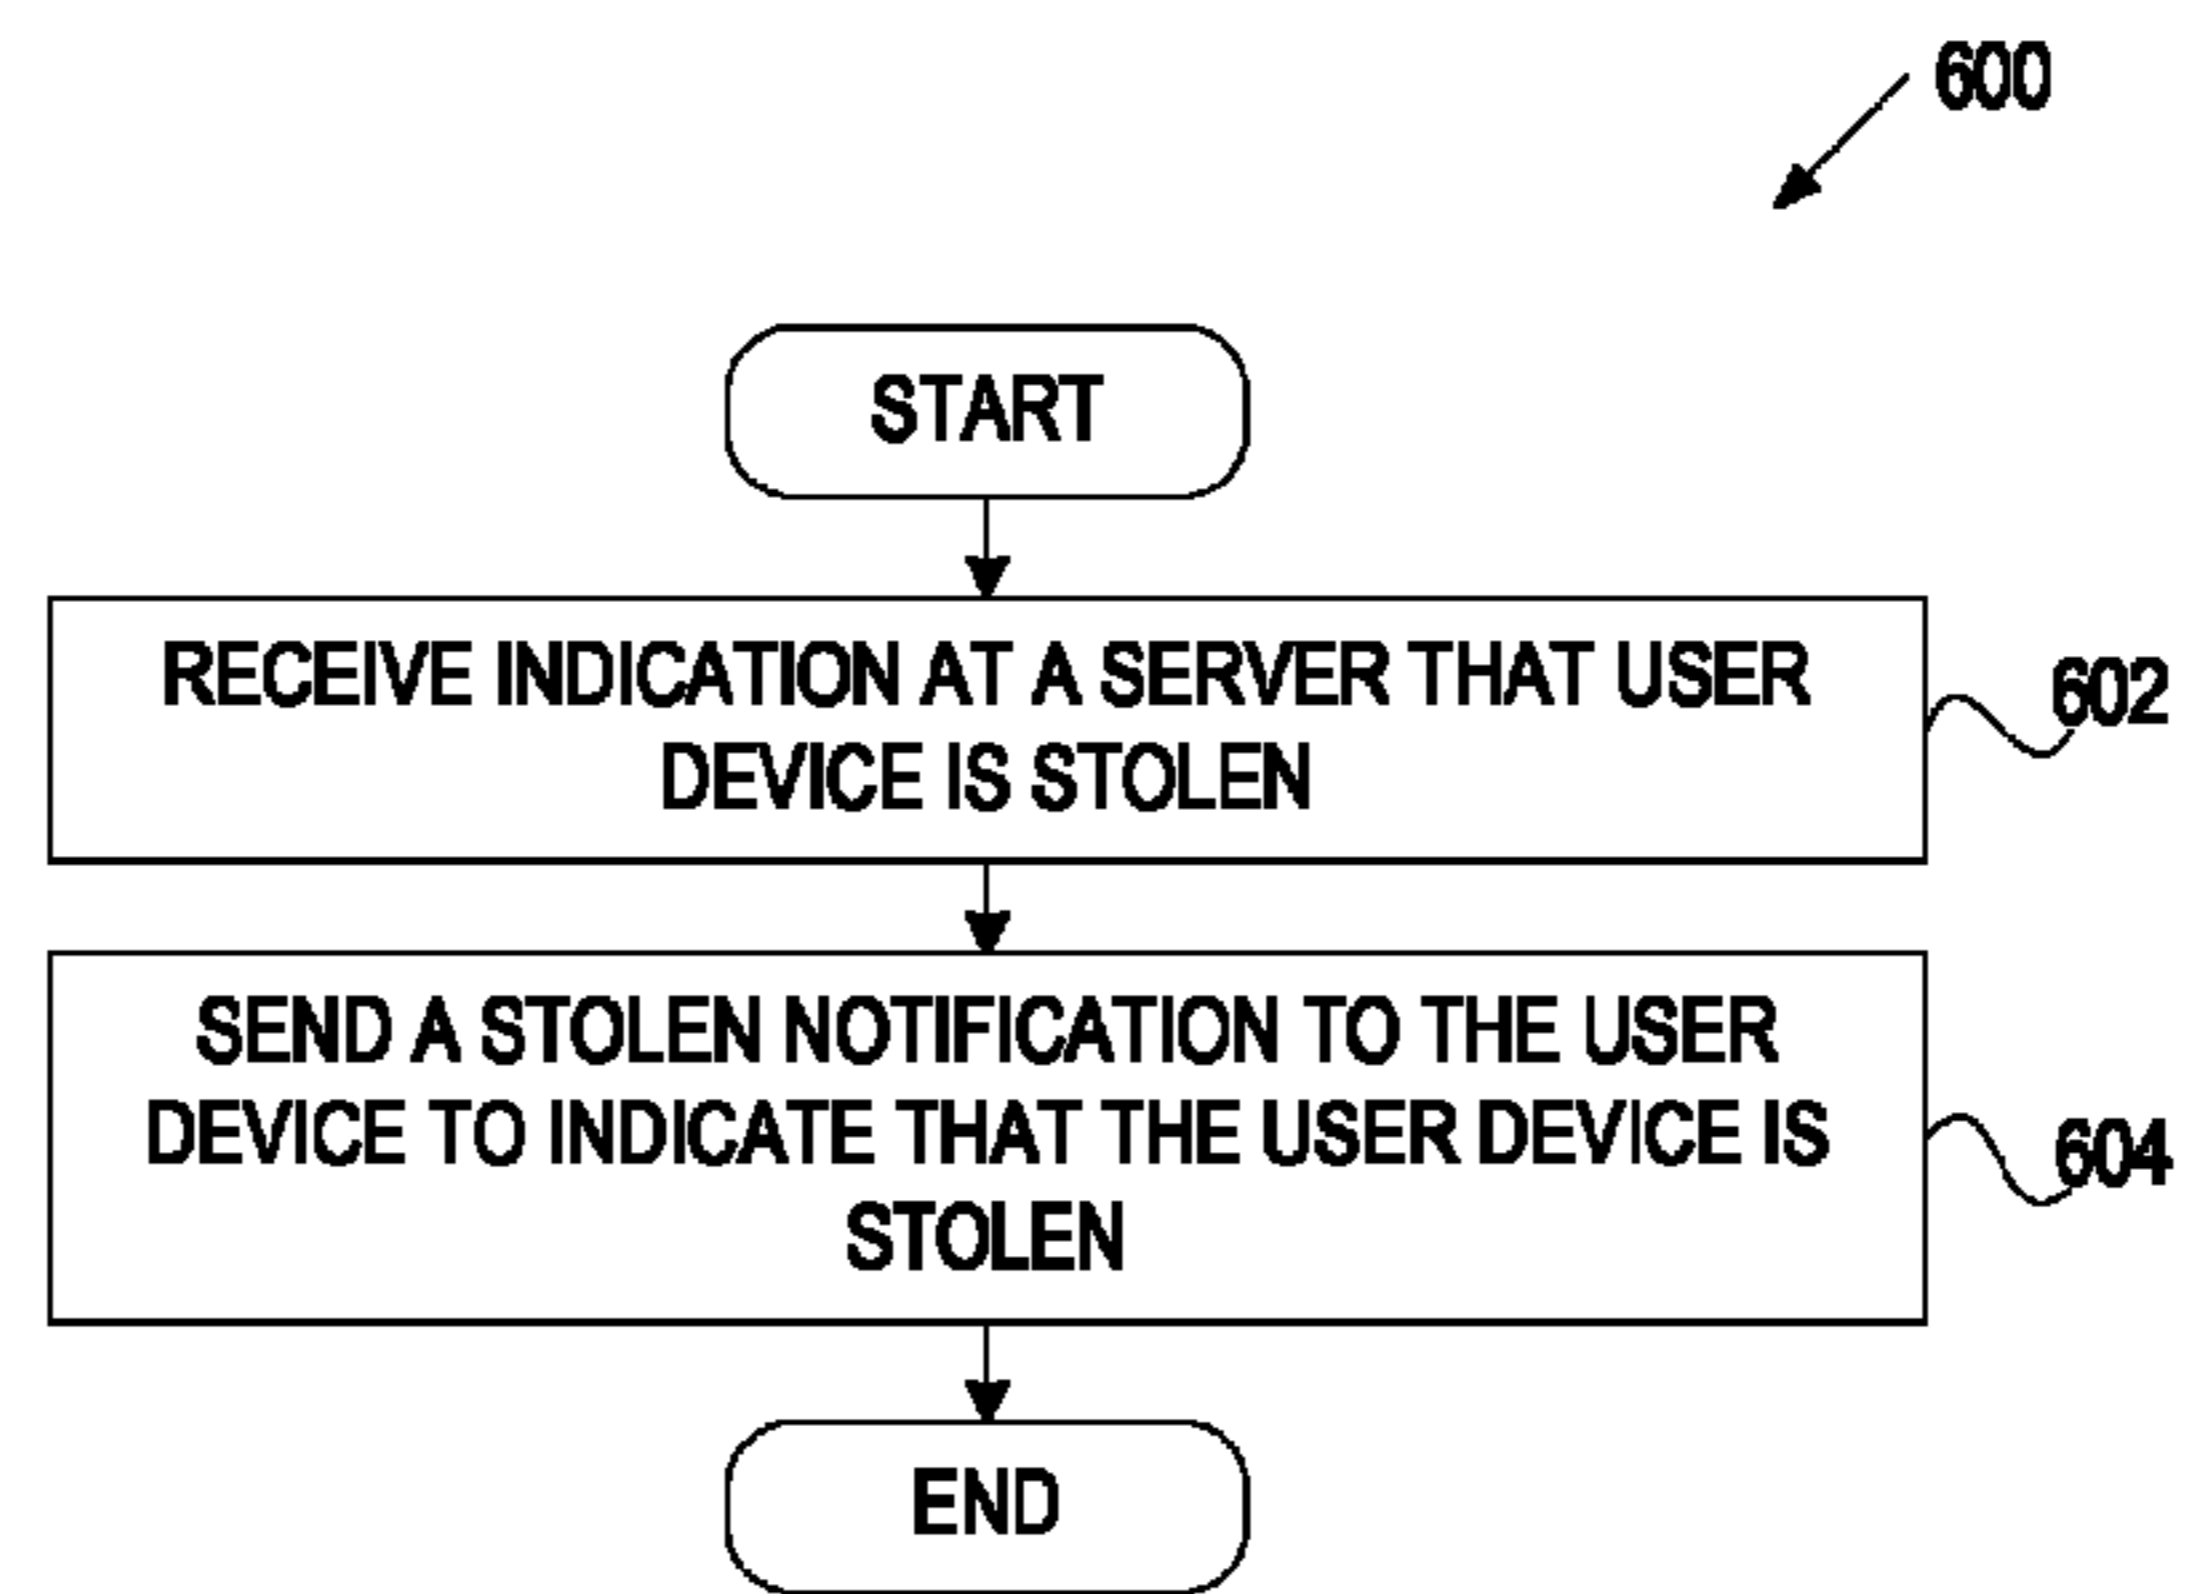 600
START
RECEIVE INDICATION AT A SERVER THAT USER
DEVICE IS STOLEN
602
SEND A STOLEN NOTIFICATION TO THE USER
DEVICE TO INDICATE THAT THE USER DEVICE IS
STOLEN
604
END